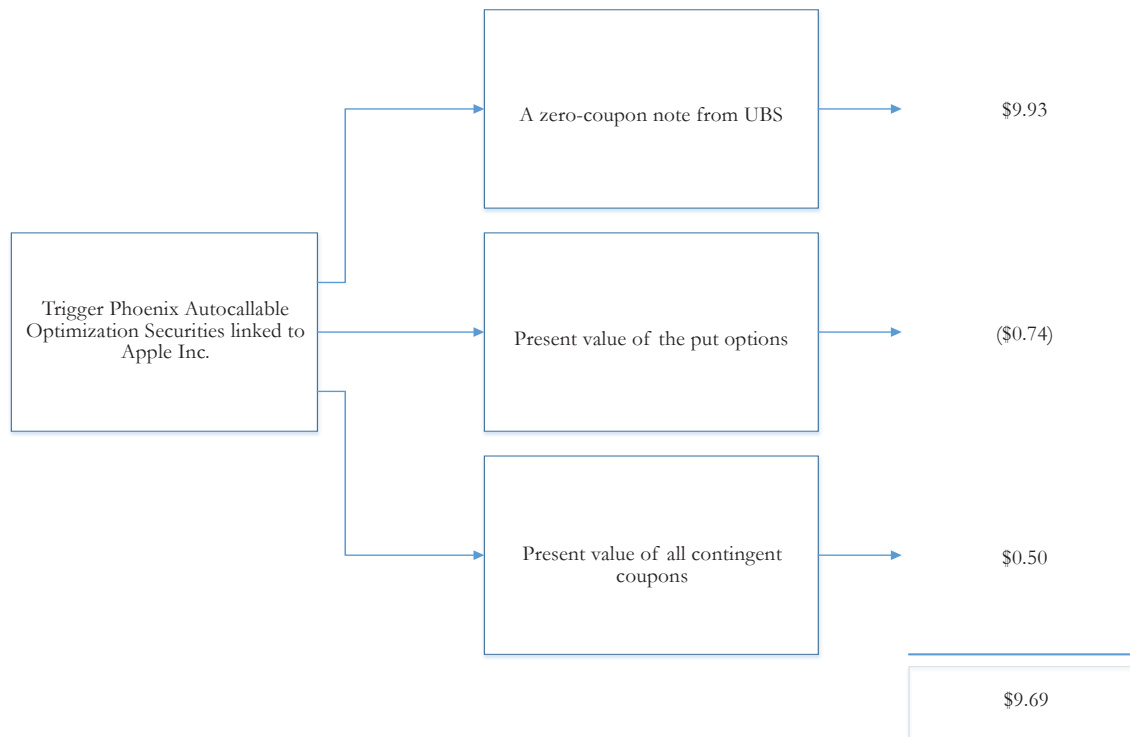 A zero-coupon note from UBS
$9.93
Trigger Phoenix Autocallable
Optimization Securities linked to
Apple Inc.
Present value of the put options
($0.74)
Present value of all contingent
coupons
$0.50
$9.69